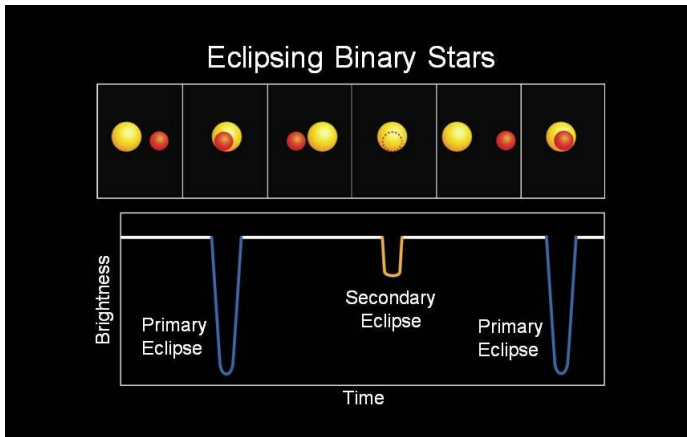 Eclipsing Binary Stars
Brightness
Primary
Eclipse
Secondary
Eclipse
Primary
Eclipse
Time